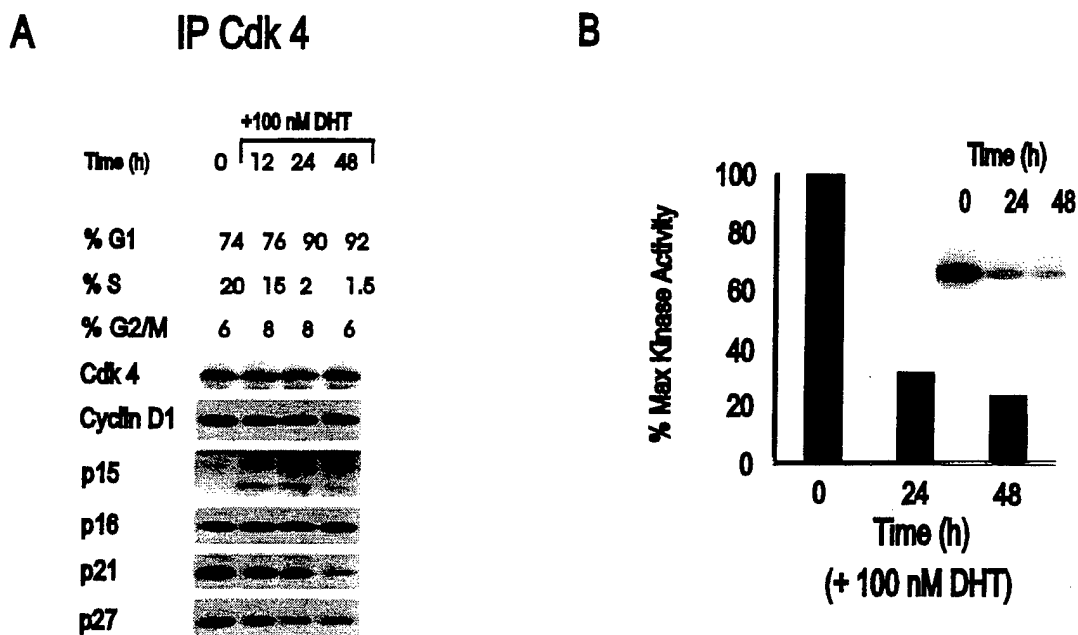 A
IP Cdk 4
+100 nM DHT
Time (h) 0 12 24 48
% G1 74 76 90 92
% S 20 15 2 1.5
% G2/M 6 8 8 6
Cdk 4
Cyclin D1
p15
p16
p21
p27
B
Time (h)
0 24 48
% Max Kinase Activity
100
80
60
40
20
0
0 24 48
Time (h)
(+ 100 nM DHT)